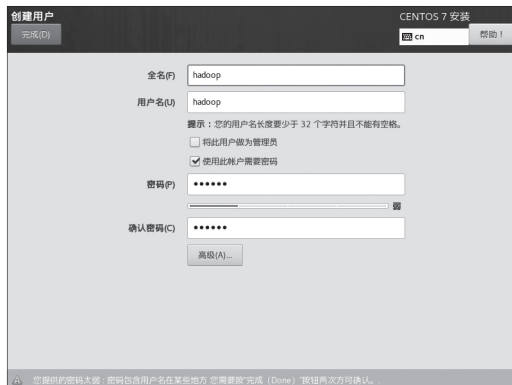 创建用户
CENTOS 7 安装
完成(D)
cn
帮助！
全名(F)
hadoop
用户名(U)
hadoop
提示：您的用户名长度要少于 32 个字符并且不能有空格。
将此用户做为管理员
使用此帐户需要密码
密码(P)
••••••
弱
确认密码(C)
••••••
高级(A)...
您提供的密码太弱 : 密码包含用户名在某些地方 您需要按"完成（Done）"按钮两次方可确认。.